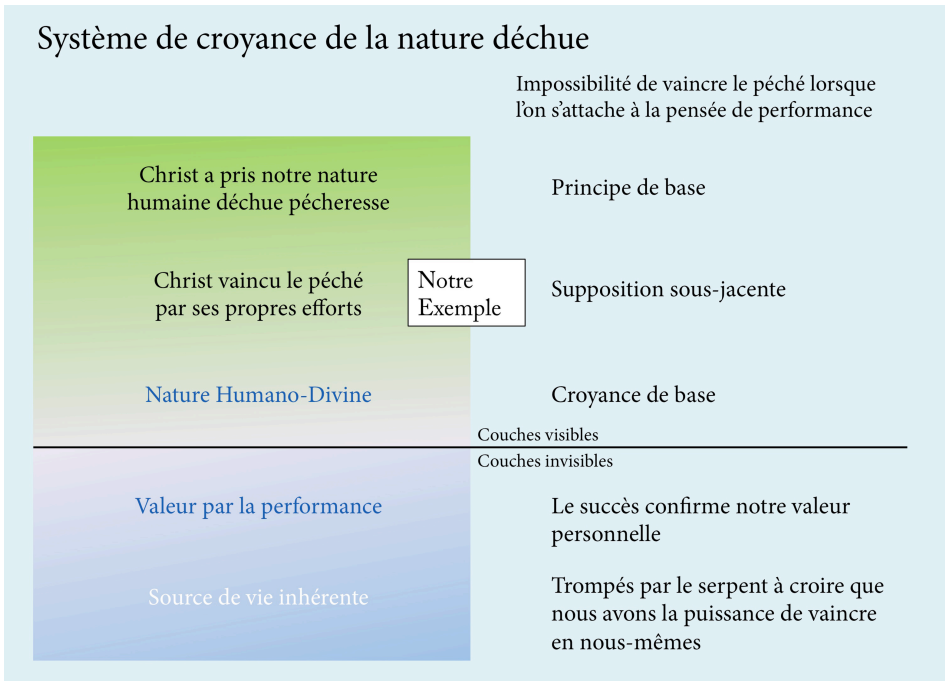 Système de croyance de la nature déchue
Impossibilité de vaincre le péché lorsque
l'on s'attache à la pensée de performance
Christ a pris notre nature
humaine déchue pécheresse
Principe de base
Christ vaincu le péché
par ses propres efforts
Notre
Exemple
Supposition sous-jacente
Nature Humano-Divine
Croyance de base
Couches visibles
Couches invisibles
Valeur par la performance
Le succès confirme notre valeur
personnelle
Source de vie inhérente
Trompés par le serpent à croire que
nous avons la puissance de vaincre
en nous-mêmes